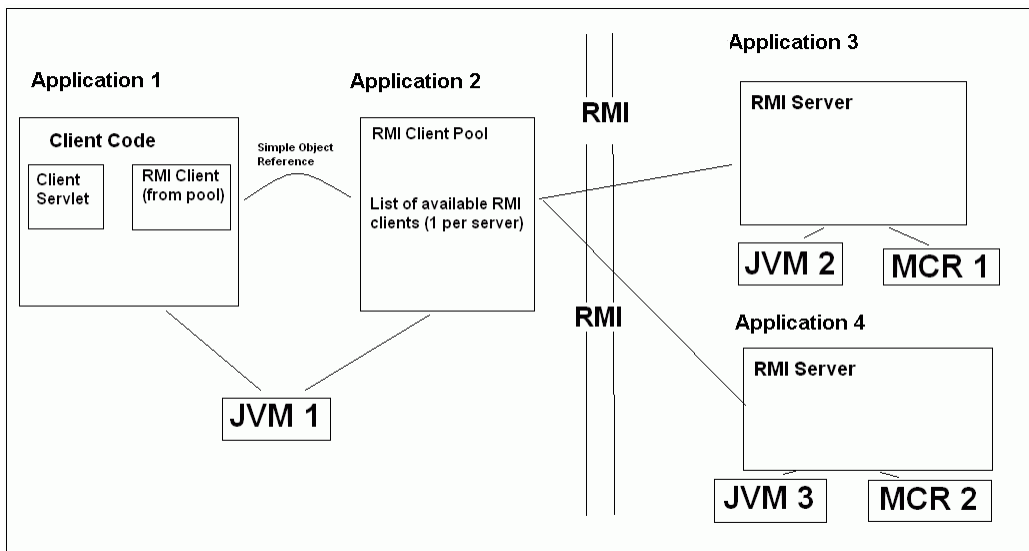 Application 1
Client Code
Client
Servlet
RMI Client
(from pool)
Simple Object
Reference
Application 2
RMI Client Pool
List of available RMI
clients (1 per server)
JVM 1
RMI
RMI
Application 3
RMI Server
JVM 2
MCR 1
Application 4
RMI Server
JVM 3
MCR 2